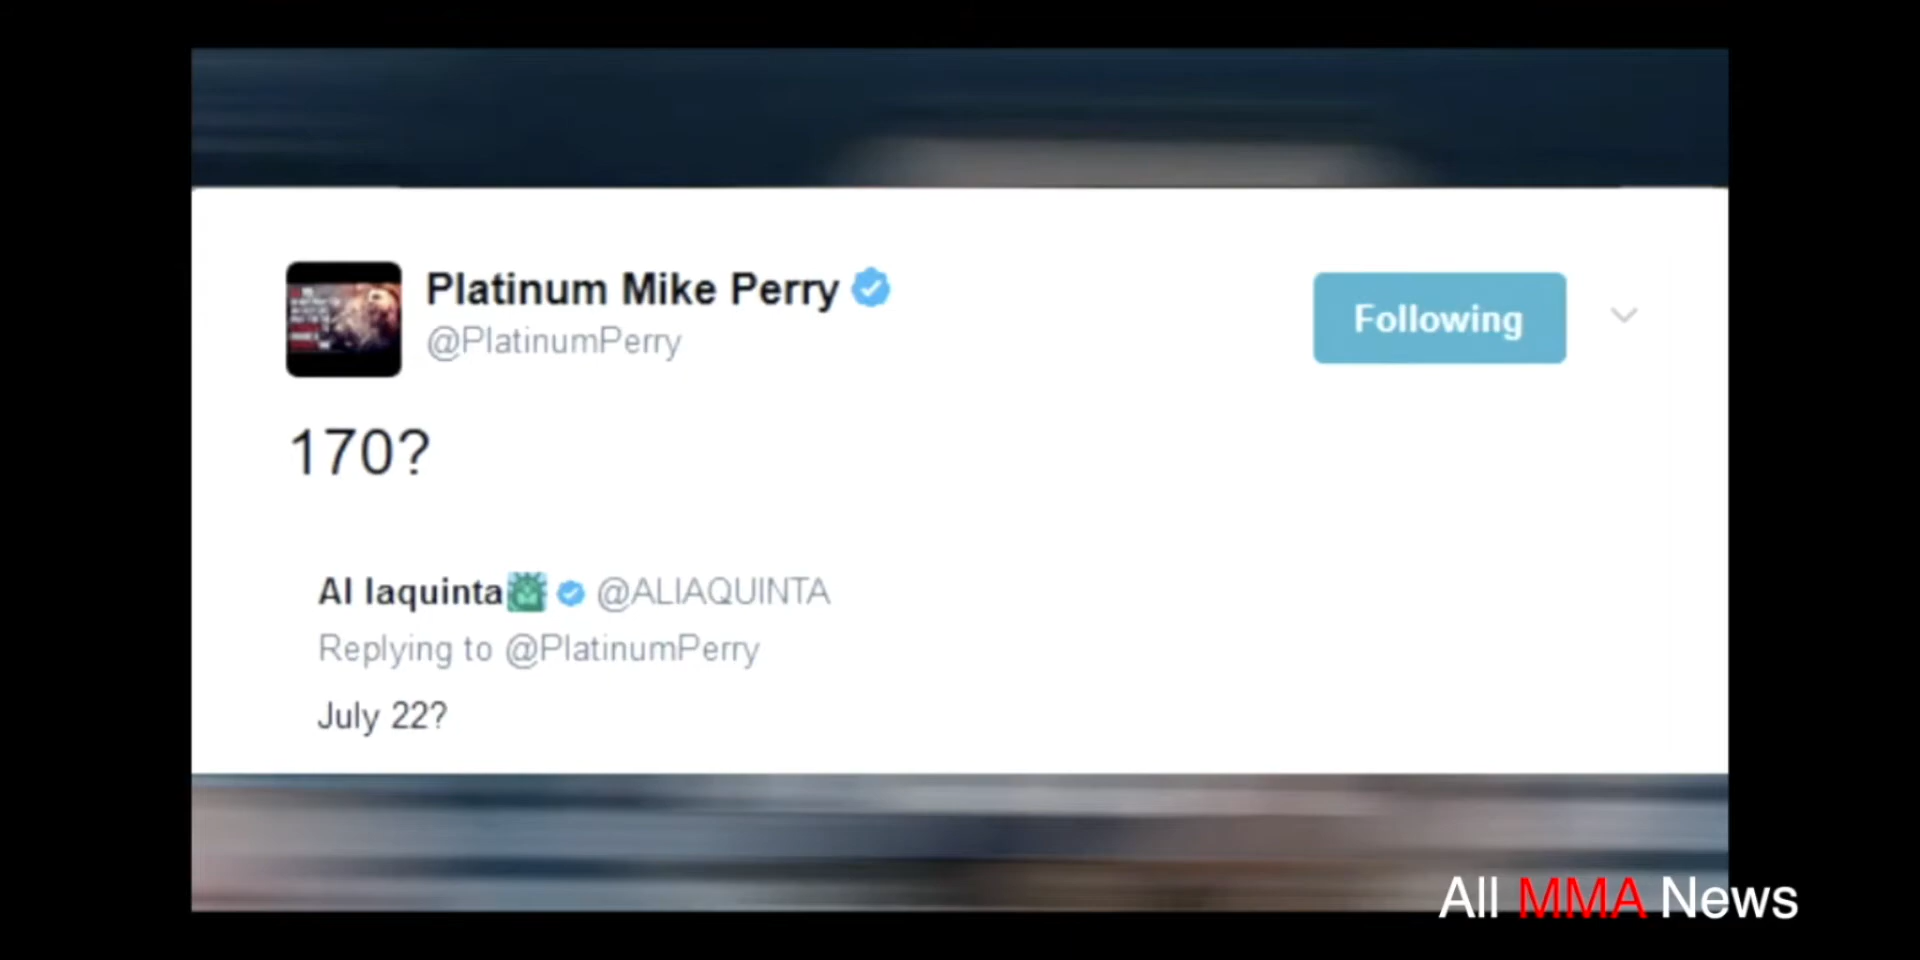 Platinum Mike Perry
@PlatinumPerry
Following
170?
Al Iaquinta @ALIAQUINTA
Replying to @PlatinumPerry
July 22?
All MMA News